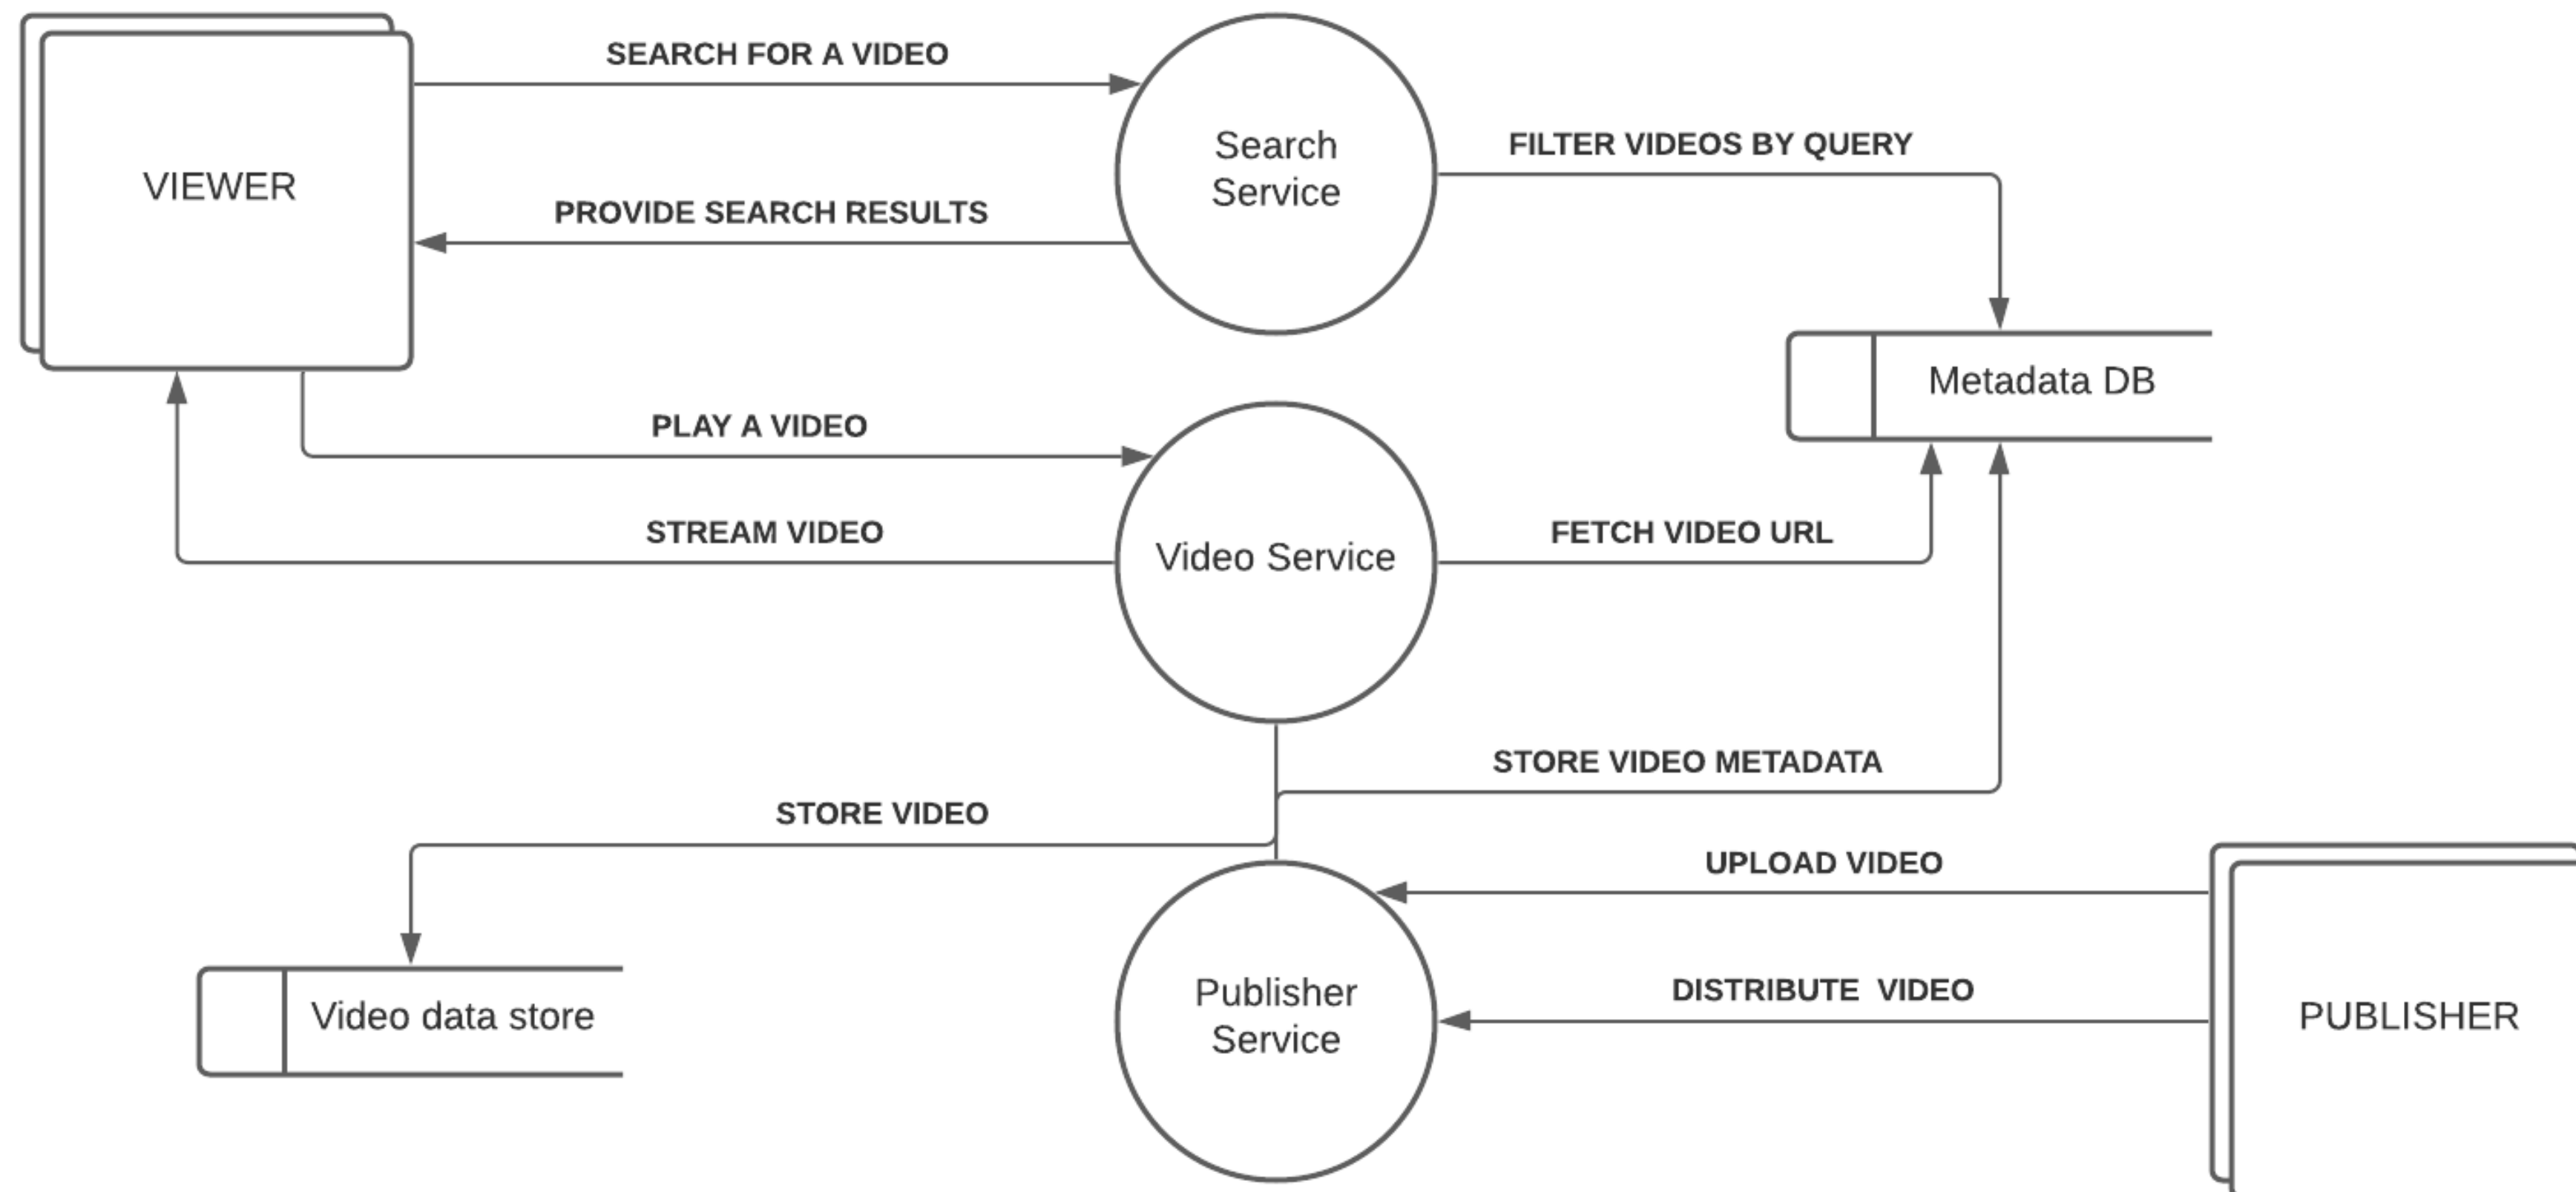 SEARCH FOR A VIDEO
VIEWER
PROVIDE SEARCH RESULTS
Search
Service
FILTER VIDEOS BY QUERY
Metadata DB
PLAY A VIDEO
STREAM VIDEO
Video Service
FETCH VIDEO URL
STORE VIDEO METADATA
STORE VIDEO
UPLOAD VIDEO
DISTRIBUTE  VIDEO
Video data store
Publisher
Service
PUBLISHER